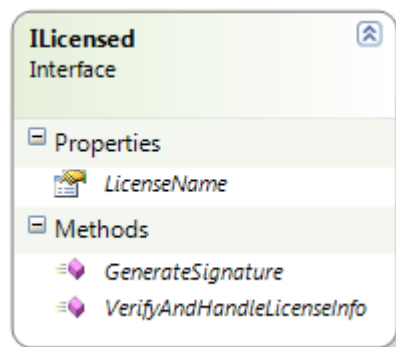 ILicensed
Interface
Properties
LicenseName
Methods
GenerateSignature
VerifyAndHandleLicenseInfo